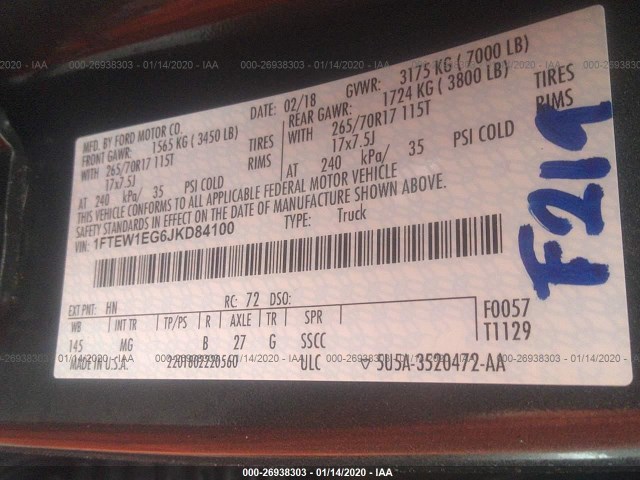 000-26938303 - 01/14/2020 - IAA
MFD. BY FORD MOTOR CO.
DATE: 02/18
GVWR: 3175 KG ( 7000 LB)
FRONT GAWR: 1565 KG ( 3450 LB)
REAR GAWR: 1724 KG ( 3800 LB)
WITH 265/70R17 115T TIRES
WITH 265/70R17 115T TIRES
17x7.5J RIMS
17x7.5J RIMS
AT 240 kPa/ 35 PSI COLD
AT 240 kPa/ 35 PSI COLD
THIS VEHICLE CONFORMS TO ALL APPLICABLE FEDERAL MOTOR VEHICLE
SAFETY STANDARDS IN EFFECT ON THE DATE OF MANUFACTURE SHOWN ABOVE.
VIN: 1FTEW1EG6JKD84100
TYPE: Truck
F219
EXT PNT: HN RC: 72 DSO:
WB INT TR TP/PS R AXLE TR SPR
145 MG B 27 G SSCC
F0057
T1129
MADE IN U.S.A. 2201802220560 ULC 5U5A-3520472-AA
000-26938303 - 01/14/2020 - IAA